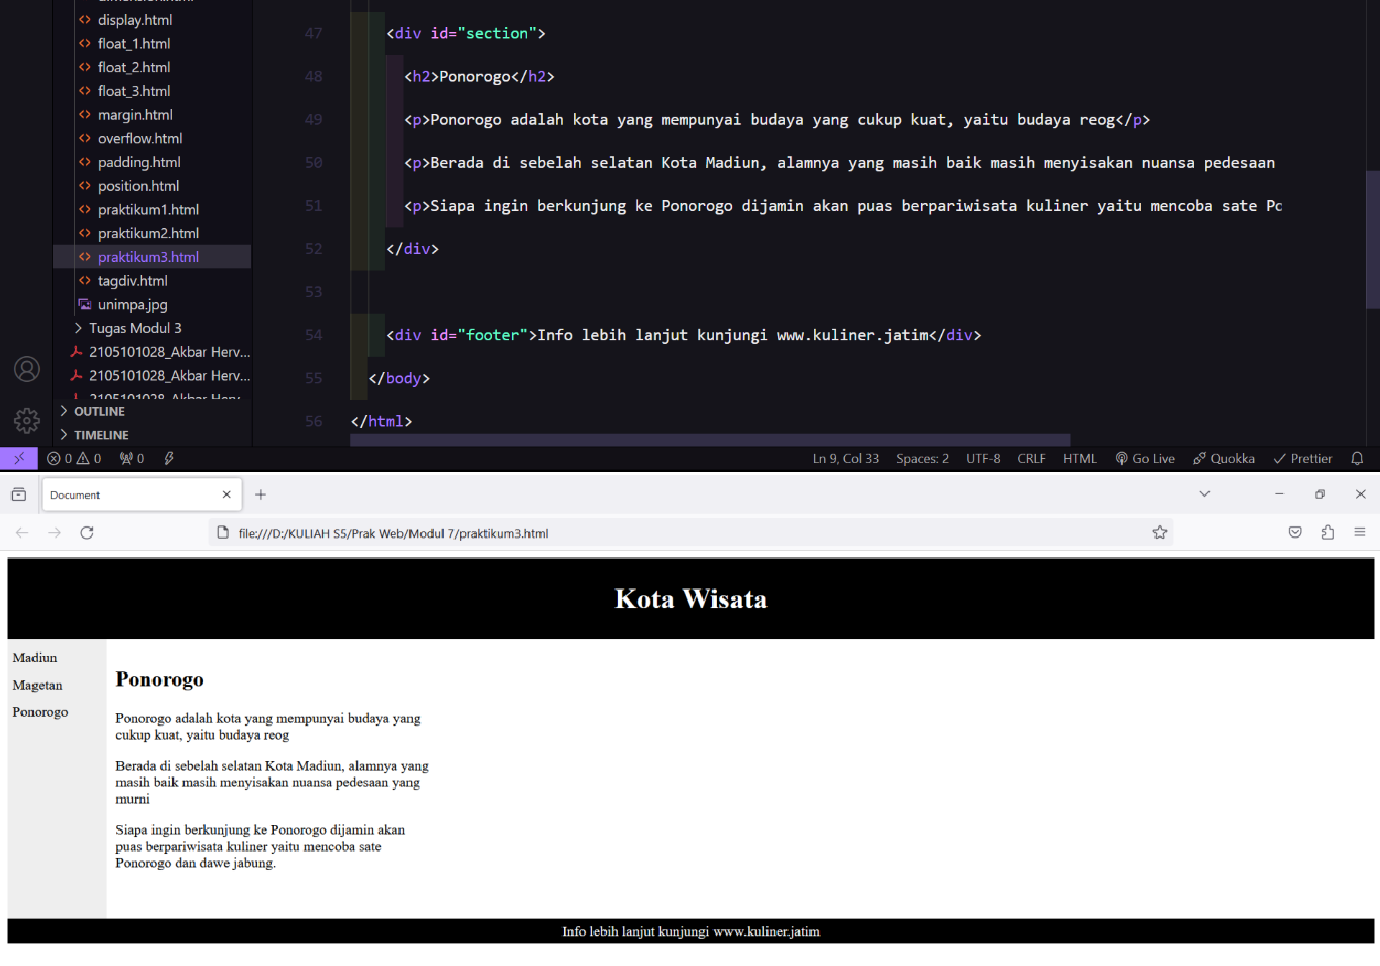 display.html
float_1.html
float_2.html
float_3.html
margin.html
overflow.html
padding.html
position.html
praktikum1.html
praktikum2.html
praktikum3.html
tagdiv.html
unimpa.jpg
Tugas Modul 3
2105101028_Akbar Herv...
2105101028_Akbar Herv...
2105101028_Akbar Herv
OUTLINE
TIMELINE
47 <div id="section">
48 <h2>Ponorogo</h2>
49 <p>Ponorogo adalah kota yang mempunyai budaya yang cukup kuat, yaitu budaya reog</p>
50 <p>Berada di sebelah selatan Kota Madiun, alamnya yang masih baik masih menyisakan nuansa pedesaan
51 <p>Siapa ingin berkunjung ke Ponorogo dijamin akan puas berpariwisata kuliner yaitu mencoba sate Po
52 </div>
53
54 <div id="footer">Info lebih lanjut kunjungi www.kuliner.jatim</div>
55 </body>
56 </html>
0 0 0 Ln 9, Col 33 Spaces: 2 UTF-8 CRLF HTML Go Live Quokka Prettier
Document
file:///D:/KULIAH S5/Prak Web/Modul 7/praktikum3.html
Kota Wisata
Madiun
Magetan
Ponorogo
Ponorogo
Ponorogo adalah kota yang mempunyai budaya yang
cukup kuat, yaitu budaya reog
Berada di sebelah selatan Kota Madiun, alamnya yang
masih baik masih menyisakan nuansa pedesaan yang
murni
Siapa ingin berkunjung ke Ponorogo dijamin akan
puas berpariwisata kuliner yaitu mencoba sate
Ponorogo dan dawe jabung.
Info lebih lanjut kunjungi www.kuliner.jatim